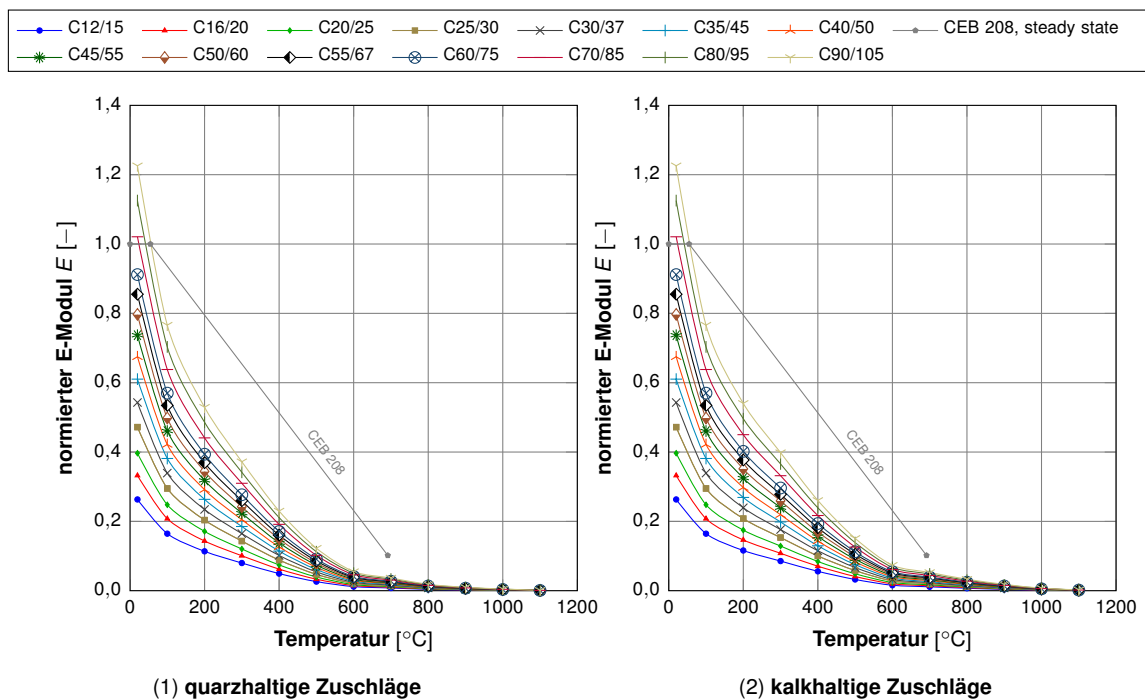 C12/15 C16/20 C20/25 C25/30 C30/37 C35/45 C40/50 CEB 208, steady state
C45/55 C50/60 C55/67 C60/75 C70/85 C80/95 C90/105
1,4
1,2
1,0
0,8
0,6
0,4
0,2
0,0
normierter E-Modul E [−]
CEB 208
0 200 400 600 800 1000 1200
Temperatur [°C]
(1) quarzhaltige Zuschläge
1,4
1,2
1,0
0,8
0,6
0,4
0,2
0,0
normierter E-Modul E [−]
CEB 208
0 200 400 600 800 1000 1200
Temperatur [°C]
(2) kalkhaltige Zuschläge